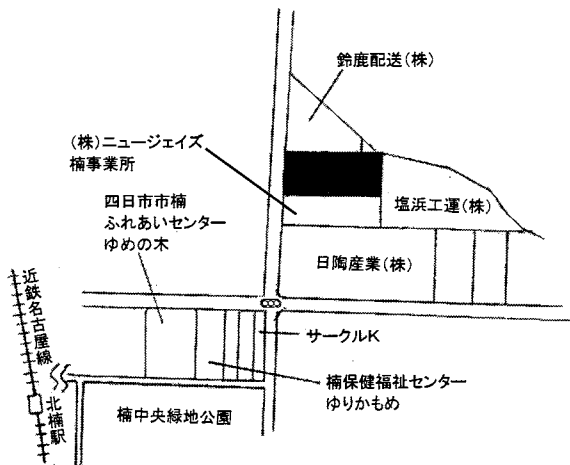 鈴鹿配送(株)
(株)ニュージェイズ
楠事業所
塩浜工運(株)
四日市市楠
ふれあいセンター
ゆめの木
日陶産業(株)
近鉄名古屋線
サークルK
楠保健福祉センター
ゆりかもめ
北楠駅
楠中央緑地公園